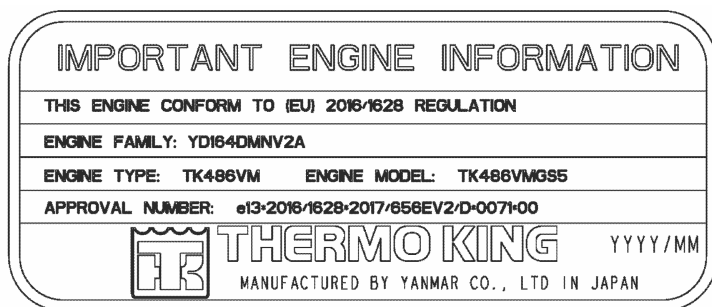 IMPORTANT ENGINE INFORMATION
THIS ENGINE CONFORM TO (EU) 2016/1628 REGULATION
ENGINE FAMILY: YD164DMNV2A
ENGINE TYPE: TK486VM ENGINE MODEL: TK486VMGS5
APPROVAL NUMBER: e13*2016/1628*2017/656EV2/D*0071*00
TK THERMO KING YYYY/MM
MANUFACTURED BY YANMAR CO., LTD IN JAPAN